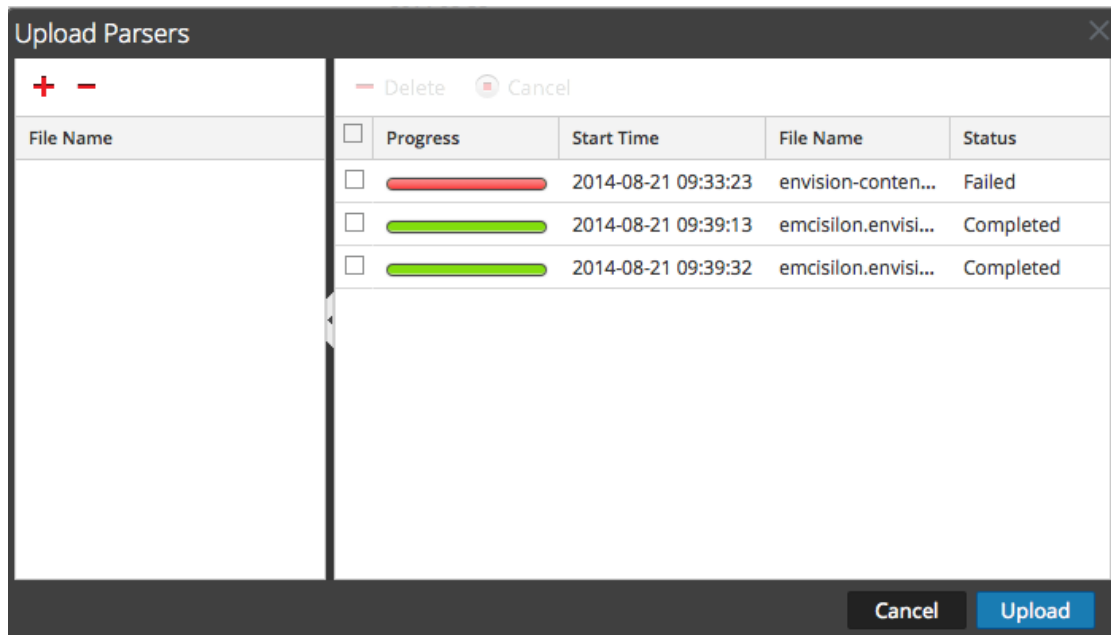 Upload Parsers
Delete Cancel
File Name
Progress Start Time File Name Status
2014-08-21 09:33:23 envision-conten... Failed
2014-08-21 09:39:13 emcisilon.envisi... Completed
2014-08-21 09:39:32 emcisilon.envisi... Completed
Cancel Upload